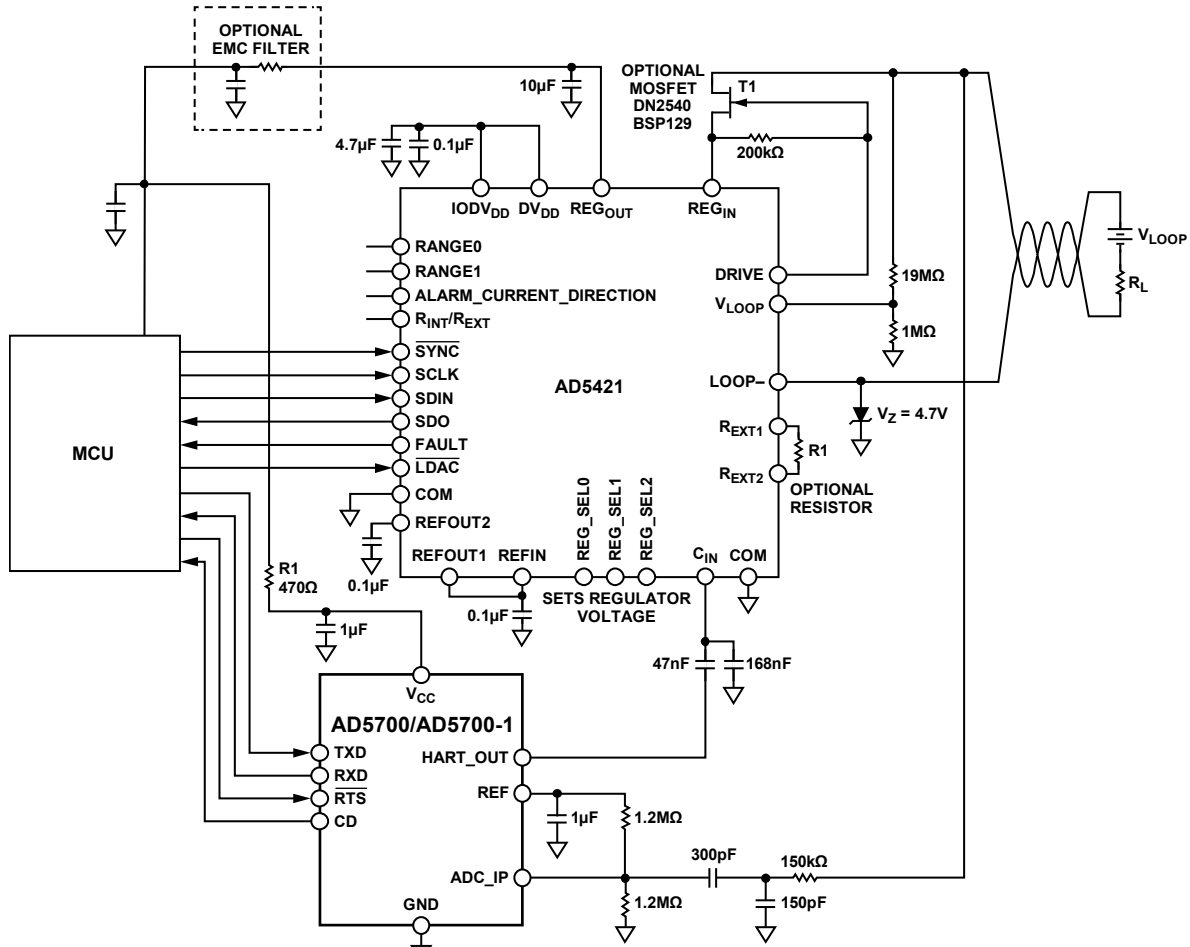 OPTIONAL
EMC FILTER
10µF
OPTIONAL
MOSFET
DN2540
BSP129
T1
200kΩ
4.7µF
0.1µF
IODVDD
DVDD
REGOUT
REGIN
RANGE0
RANGE1
ALARM_CURRENT_DIRECTION
RINT/REXT
SYNC
SCLK
SDIN
SDO
FAULT
LDAC
COM
REFOUT2
AD5421
DRIVE
VLOOP
LOOP–
REXT1
REXT2
R1
OPTIONAL
RESISTOR
19MΩ
1MΩ
VZ = 4.7V
VLOOP
RL
MCU
0.1µF
REFOUT1
REFIN
REG_SEL0
REG_SEL1
REG_SEL2
CIN
COM
SETS REGULATOR
VOLTAGE
0.1µF
R1
470Ω
1µF
47nF
168nF
VCC
AD5700/AD5700-1
TXD
RXD
RTS
CD
HART_OUT
REF
ADC_IP
GND
1µF
1.2MΩ
1.2MΩ
300pF
150kΩ
150pF